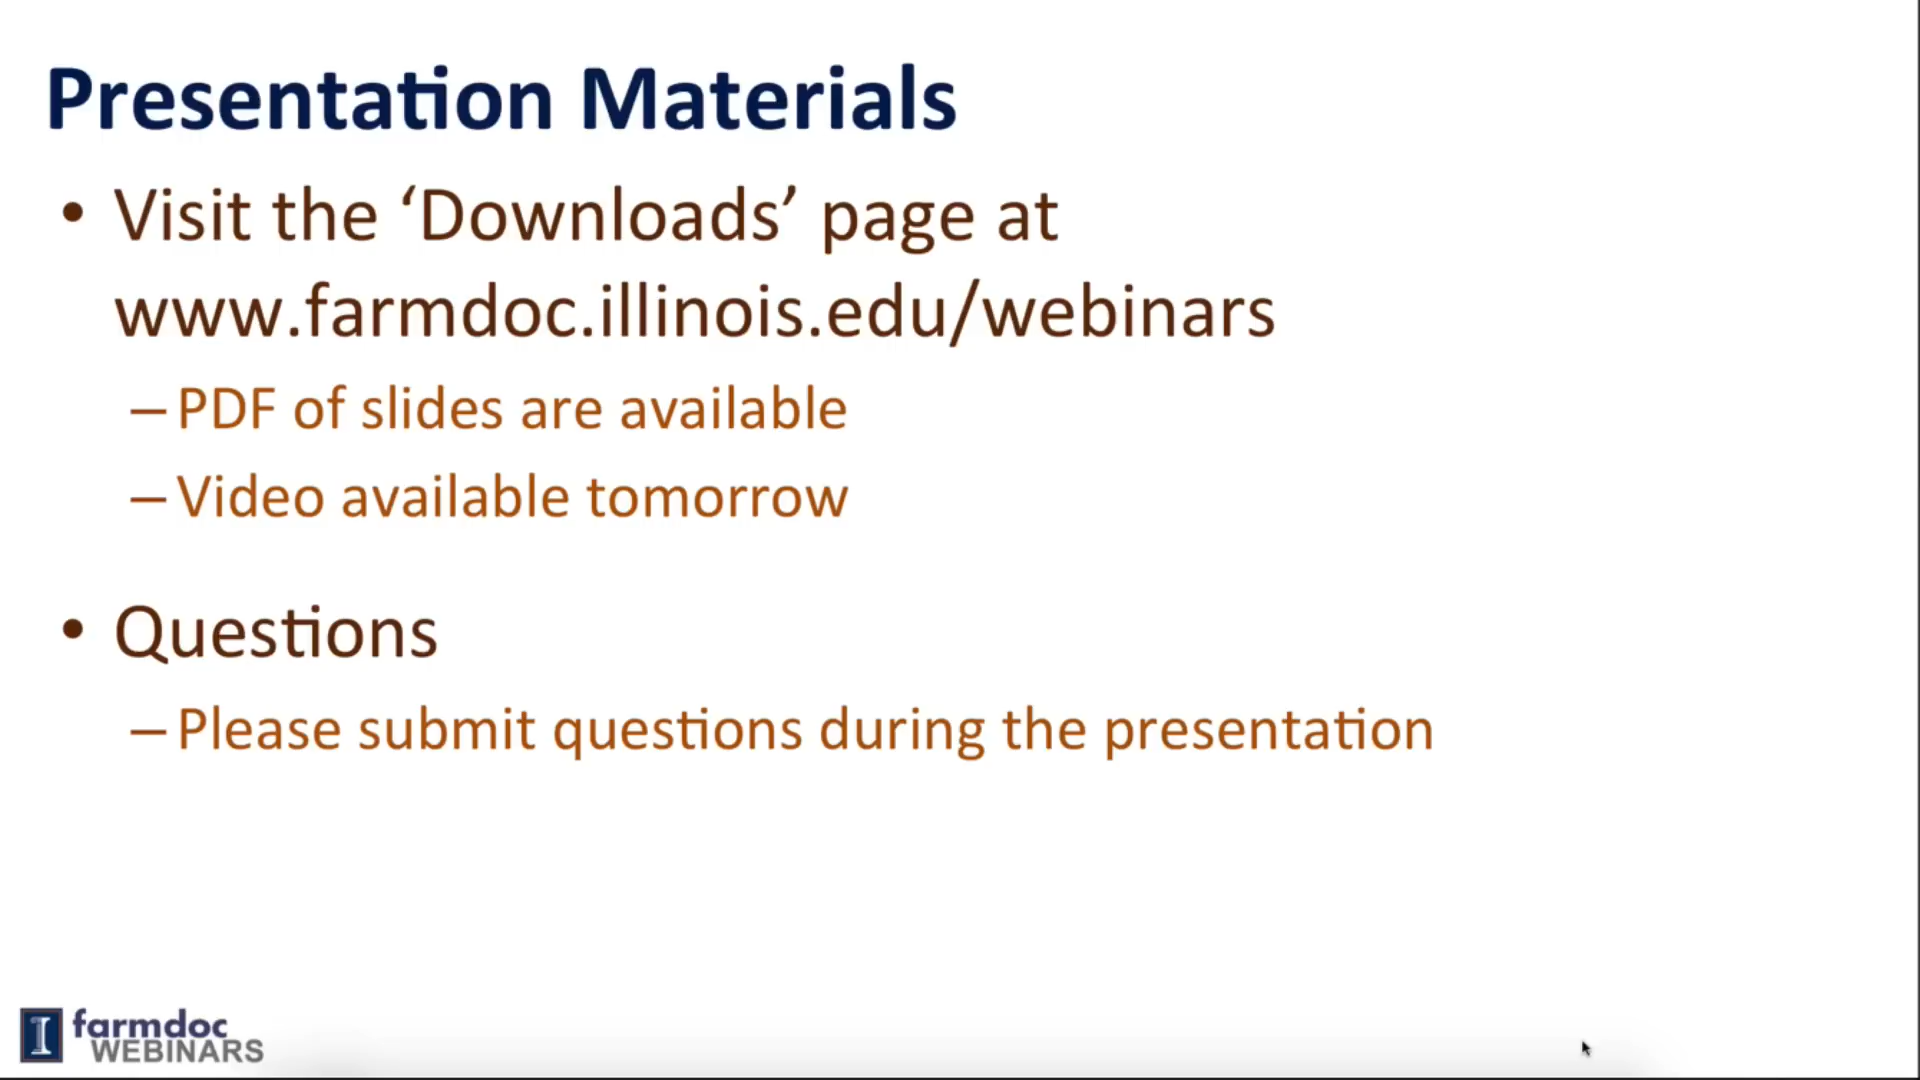 Presentation Materials
• Visit the ‘Downloads’ page at
www.farmdoc.illinois.edu/webinars
– PDF of slides are available
– Video available tomorrow
• Questions
– Please submit questions during the presentation
I farmdoc
WEBINARS